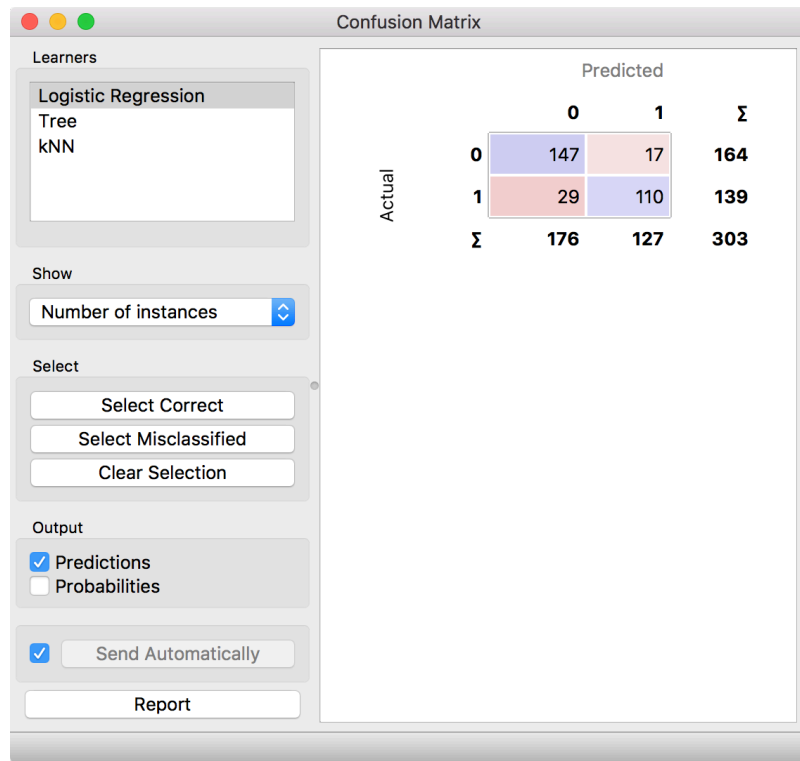 Confusion Matrix
Learners
Logistic Regression
Tree
kNN
Show
Number of instances
Select
Select Correct
Select Misclassified
Clear Selection
Output
Predictions
Probabilities
Send Automatically
Report
Predicted
0 1 Σ
Actual
0 147 17 164
1 29 110 139
Σ 176 127 303